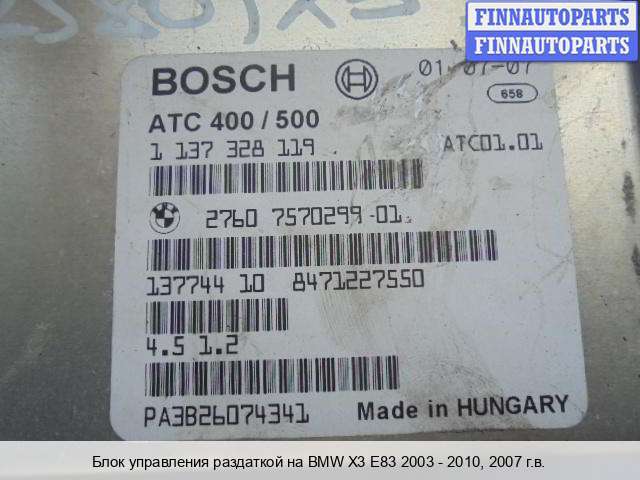 FINNAUTOPARTS
FINNAUTOPARTS
BOSCH
01-07-07
658
ATC 400 / 500
1 137 328 119
ATC01.01
2760 7570299-01
137744 10 8471227550
4.5 1.2
PA3B26074341
Made in HUNGARY
Блок управления раздаткой на BMW X3 E83 2003 - 2010, 2007 г.в.